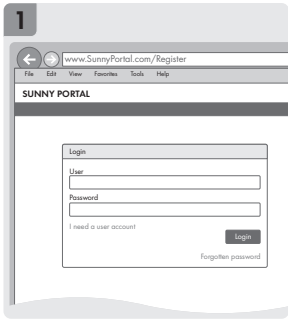 1
www.SunnyPortal.com/Register
File Edit View Favorites Tools Help
SUNNY PORTAL
Login
User
Password
I need a user account
Login
Forgotten password